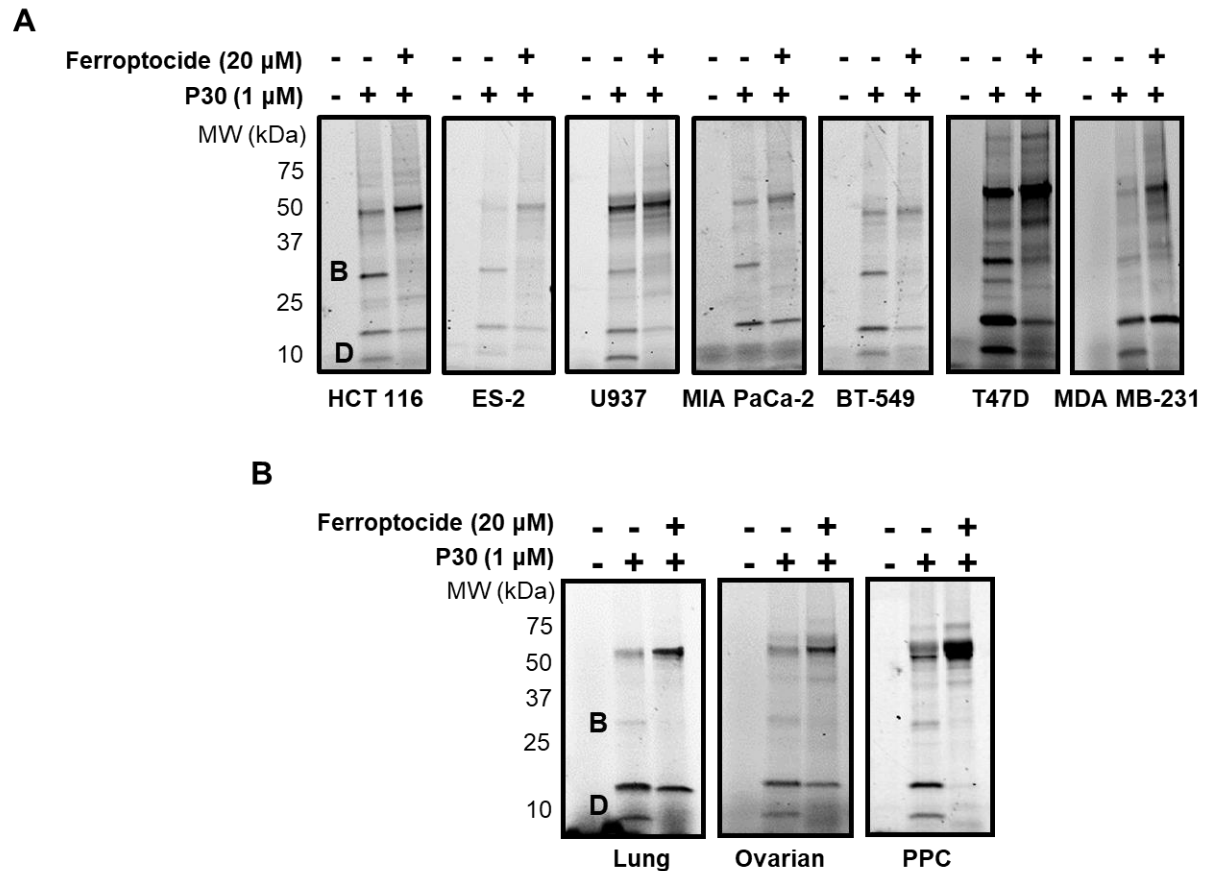 A
Ferroptocide (20 µM) - - + - - + - - + - - + - - + - - + - - +
P30 (1 µM) - + + - + + - + + - + + - + + - + + - + +
MW (kDa)
75
50
37
B
25
D
10
HCT 116 ES-2 U937 MIA PaCa-2 BT-549 T47D MDA MB-231
B
Ferroptocide (20 µM) - - + - - + - - +
P30 (1 µM) - + + - + + - + +
MW (kDa)
75
50
37
B
25
D
10
Lung Ovarian PPC